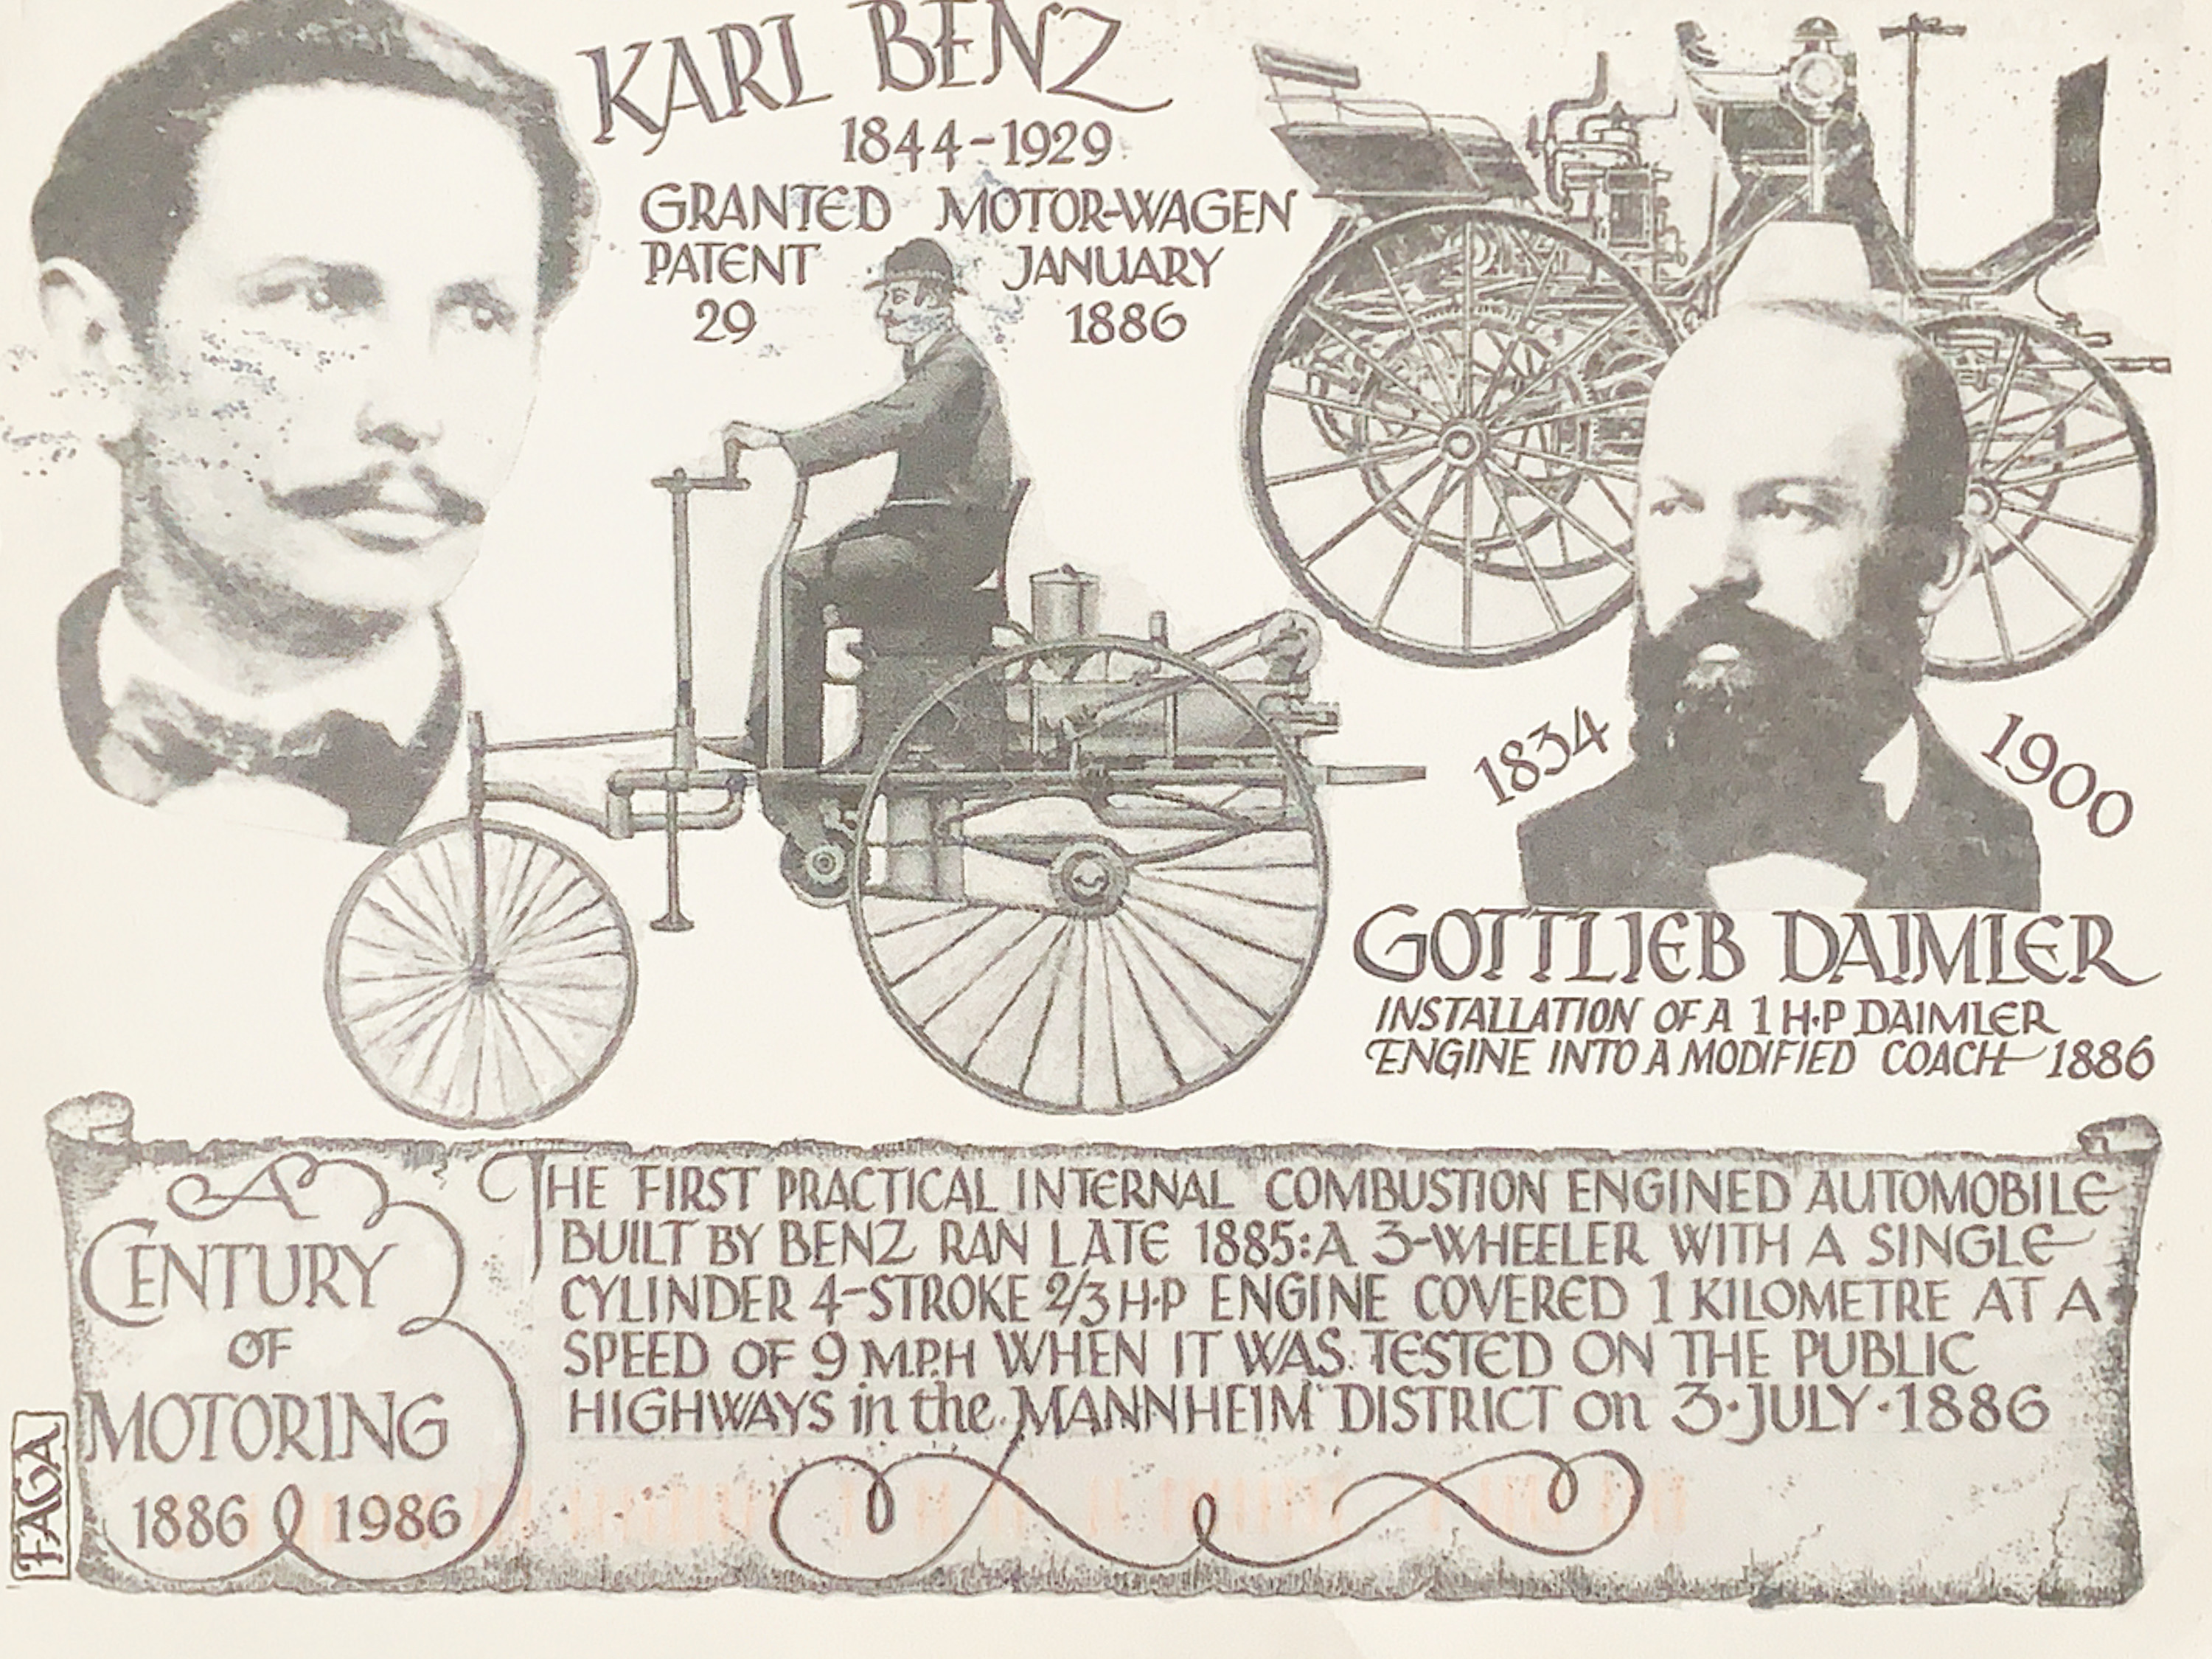 KARL BENZ
1844-1929
GRANTED MOTOR-WAGEN
PATENT JANUARY
29 1886
1834 1900
GOTTLIEB DAIMLER
INSTALLATION OF A 1 H·P DAIMLER
ENGINE INTO A MODIFIED COACH 1886
A
CENTURY
OF
MOTORING
1886 1986
THE FIRST PRACTICAL INTERNAL COMBUSTION ENGINED AUTOMOBILE
BUILT BY BENZ RAN LATE 1885: A 3-WHEELER WITH A SINGLE
CYLINDER 4-STROKE 2/3 H·P ENGINE COVERED 1 KILOMETRE AT A
SPEED OF 9 M.P.H WHEN IT WAS TESTED ON THE PUBLIC
HIGHWAYS in the MANNHEIM DISTRICT on 3·JULY·1886
FAGA